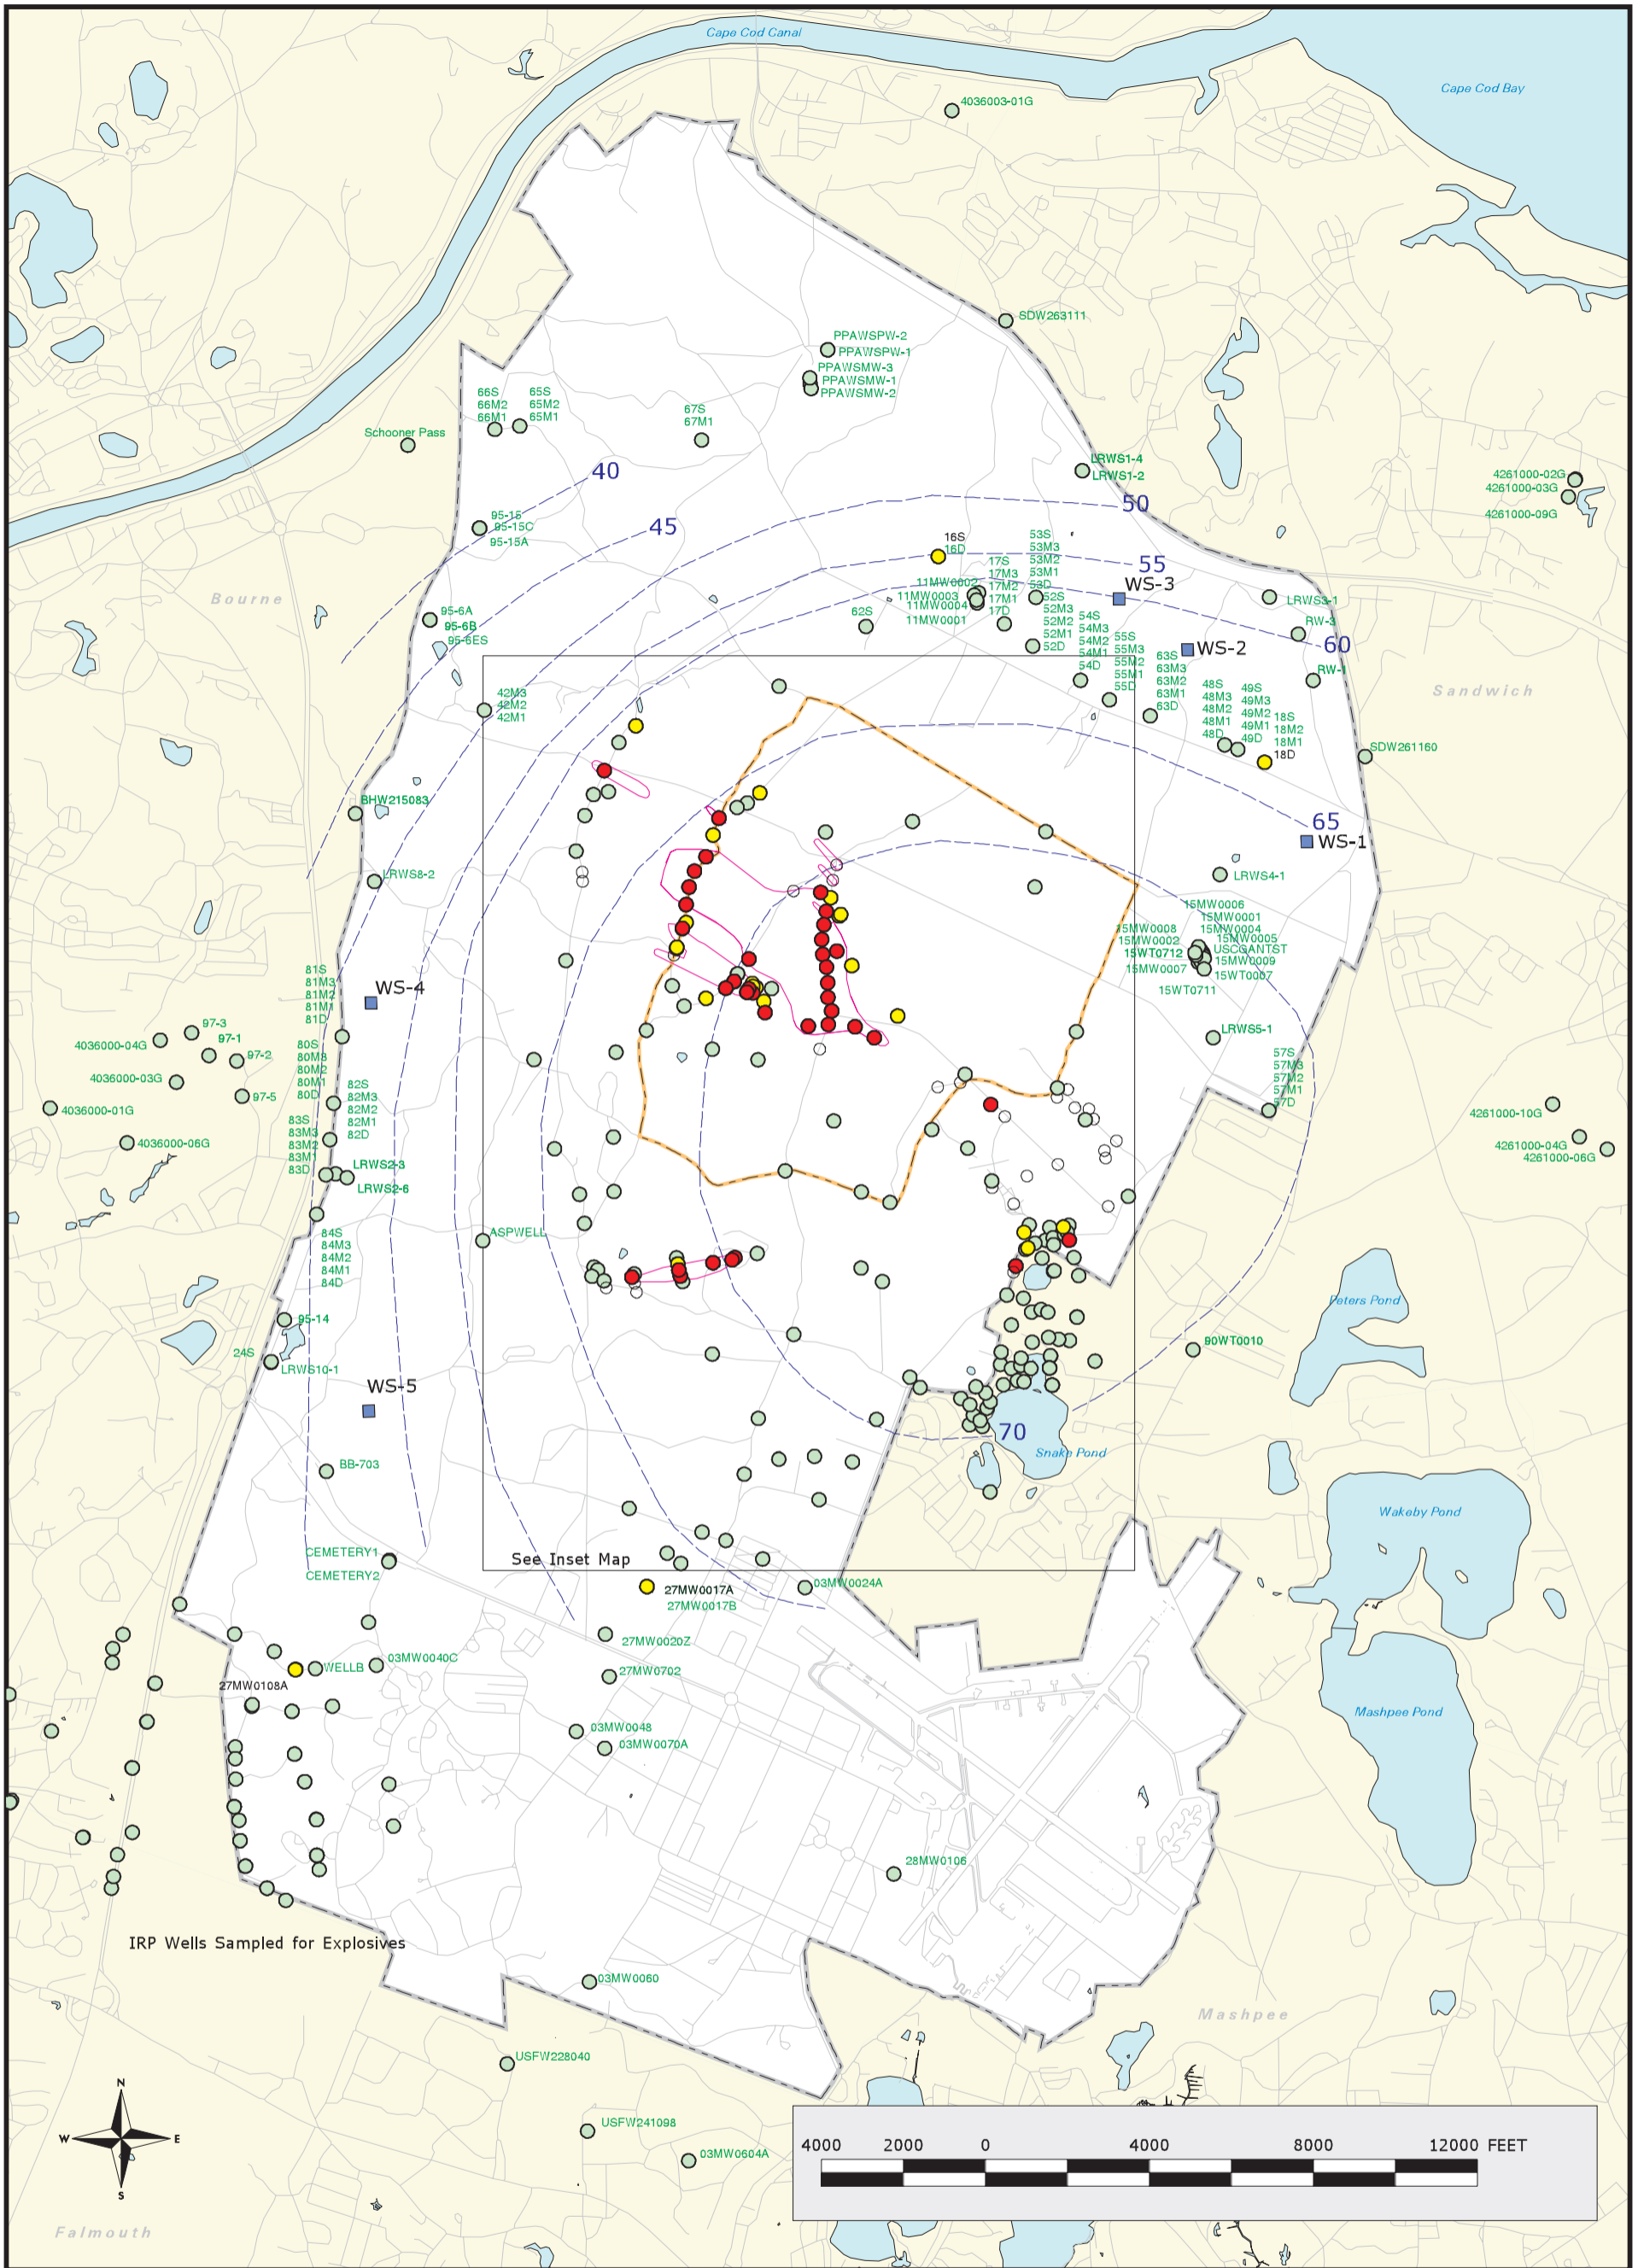 Cape Cod Canal
Cape Cod Bay
4036003-01G
SDW263111
PPAWSPW-2
PPAWSPW-1
PPAWSMW-3
PPAWSMW-1
PPAWSMW-2
66S
66M2
66M1
65S
65M2
65M1
67S
67M1
Schooner Pass
LRWS1-4
LRWS1-2
4261000-02G
4261000-03G
4261000-09G
40
45
50
55
95-15
95-15C
95-15A
16S
16D
53S
53M3
53M2
53M1
53D
17S
17M3
17M2
17M1
17D
11MW0002
11MW0003
11MW0004
11MW0001
WS-3
52S
52M3
52M2
52M1
52D
62S
LRWS3-1
RW-3
60
Bourne
95-6A
95-6B
95-6ES
54S
54M3
54M2
54M1
54D
55S
55M3
55M2
55M1
55D
WS-2
63S
63M3
63M2
63M1
63D
RW-1
Sandwich
42M3
42M2
42M1
48S
48M3
48M2
48M1
48D
49S
49M3
49M2
49M1
49D
18S
18M2
18M1
18D
SDW261160
BHW215083
65
WS-1
LRWS8-2
LRWS4-1
15MW0006
15MW0001
15MW0004
15MW0008
15MW0002
15MW0005
USCGANTST
15WT0712
15MW0009
15MW0007
15WT0007
15WT0711
81S
81M3
81M2
81M1
81D
WS-4
97-3
97-1
4036000-04G
97-2
4036000-03G
97-5
4036000-01G
4036000-06G
80S
80M3
80M2
80M1
80D
82S
82M3
82M2
82M1
82D
83S
83M3
83M2
83M1
83D
LRWS5-1
57S
57M3
57M2
57M1
57D
4261000-10G
4261000-04G
4261000-06G
LRWS2-3
LRWS2-6
84S
84M3
84M2
84M1
84D
ASPWELL
95-14
24S
LRWS10-1
Peters Pond
90WT0010
WS-5
70
Snake Pond
BB-703
Wakeby Pond
CEMETERY1
CEMETERY2
See Inset Map
27MW0017A
27MW0017B
03MW0024A
27MW0020Z
WELLB
03MW0040C
27MW0702
27MW0108A
Mashpee Pond
03MW0048
03MW0070A
28MW0106
IRP Wells Sampled for Explosives
03MW0060
Mashpee
USFW228040
USFW241098
03MW0604A
N
W
E
S
Falmouth
4000 2000 0 4000 8000 12000 FEET